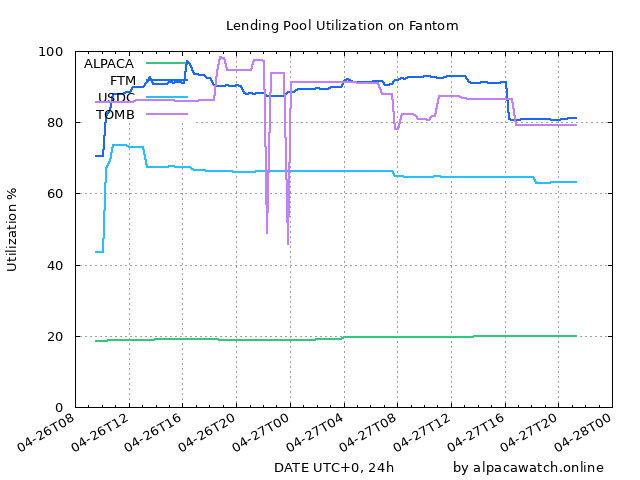 Lending Pool Utilization on Fantom
100
80
60
40
20
0
Utilization %
ALPACA
FTM
USDC
TOMB
04-26T08
04-26T12
04-26T16
04-26T20
04-27T00
04-27T04
04-27T08
04-27T12
04-27T16
04-27T20
04-28T00
DATE UTC+0, 24h
by alpacawatch.online